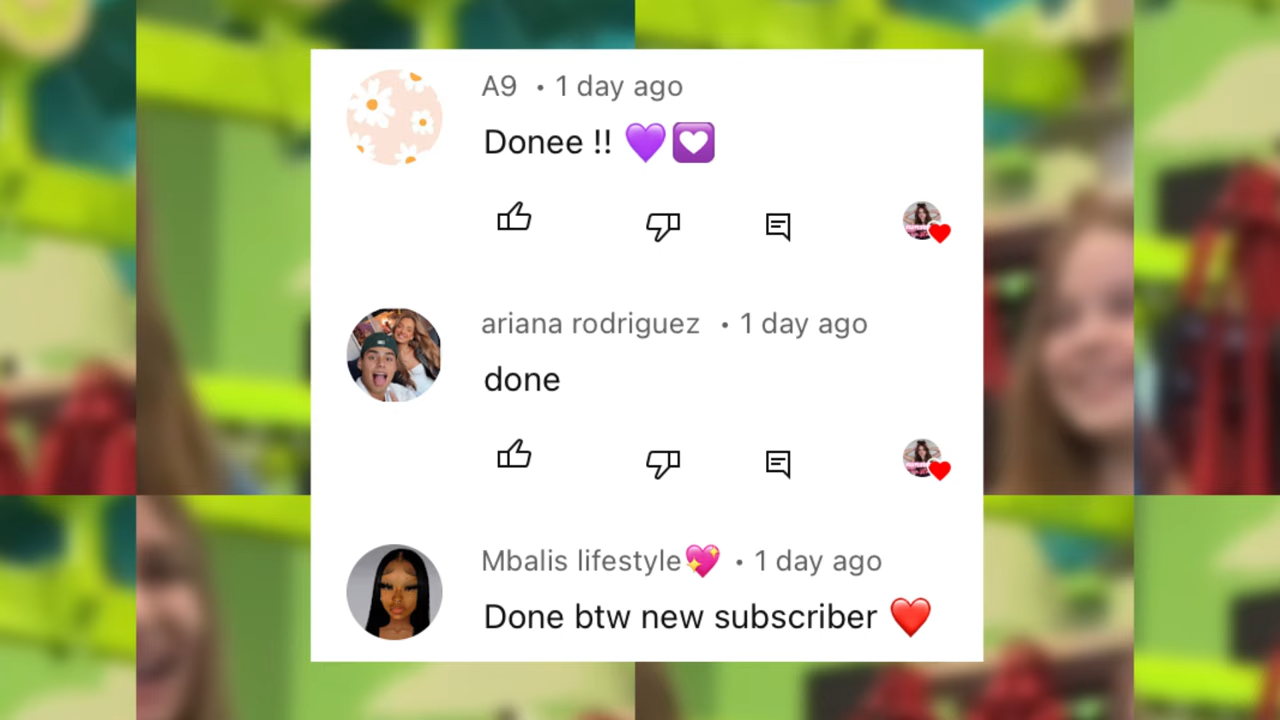 A9 • 1 day ago
Donee !! 💜💟
ariana rodriguez • 1 day ago
done
Mbalis lifestyle💖 • 1 day ago
Done btw new subscriber ❤️